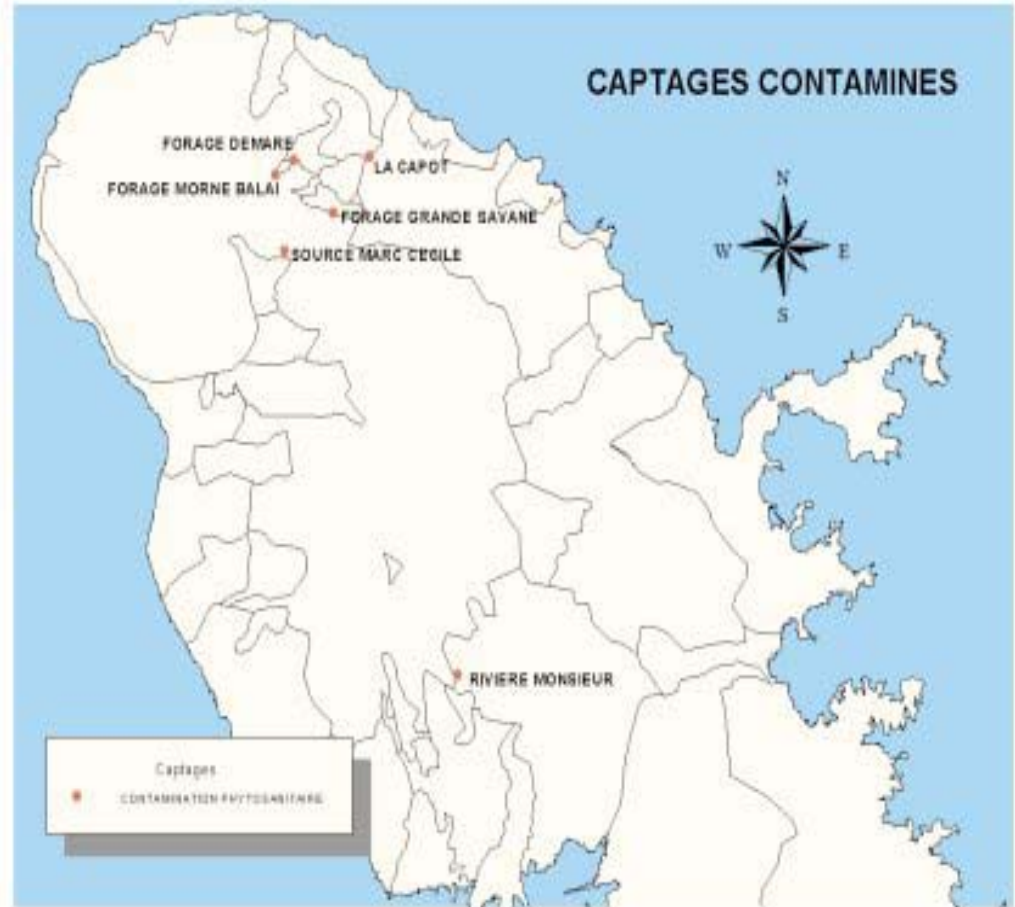 CAPTAGES CONTAMINES
FORAGE DEMARE
LA CAPOT
FORAGE MORNE BALAI
FORAGE GRANDE SAVANE
SOURCE MARC CECILE
N
W
E
S
RIVIERE MONSIEUR
Captages
CONTAMINATION PHYTOSANITAIRE